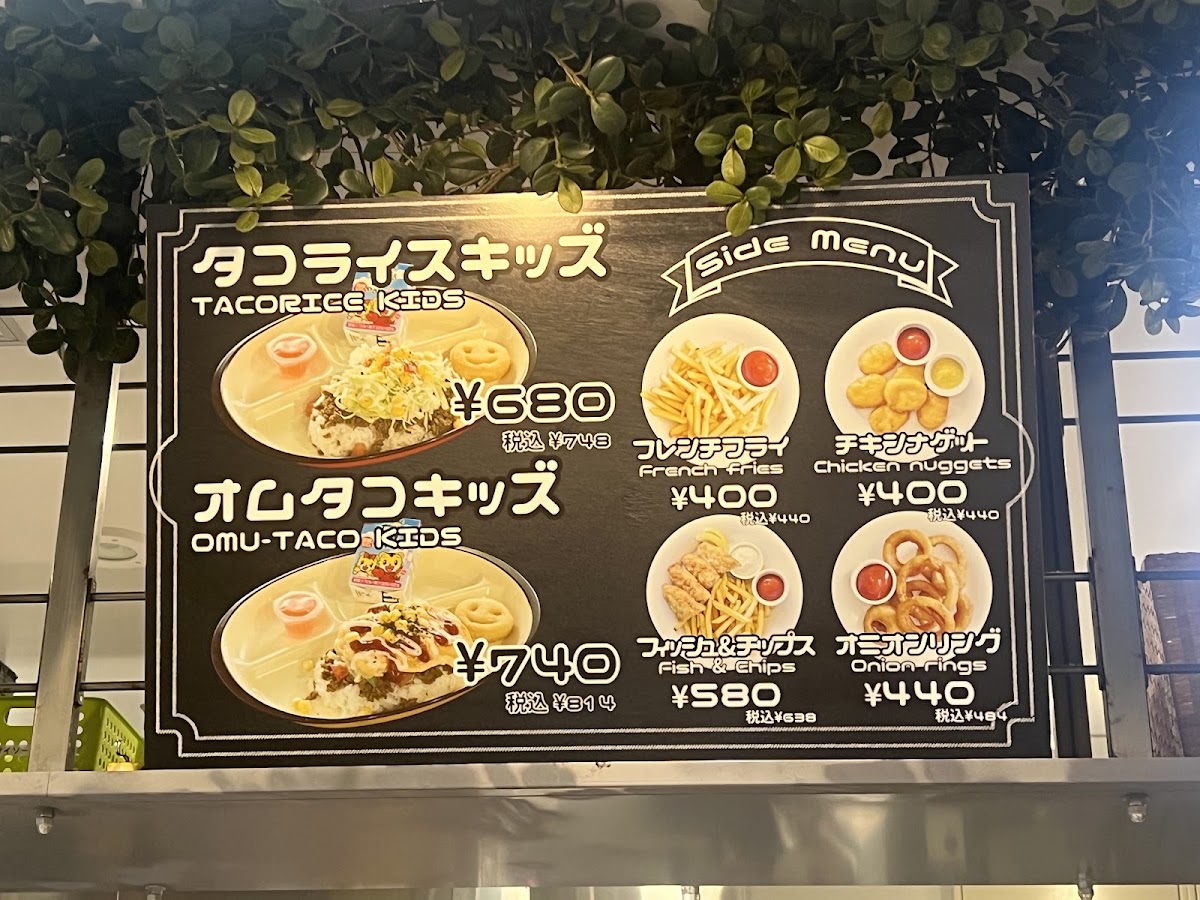 タコライスキッズ
TACORICE KIDS
¥680
税込 ¥748
オムタコキッズ
OMU-TACO KIDS
¥740
税込 ¥814
Side Menu
フレンチフライ
French fries
¥400
税込¥440
チキンナゲット
Chicken nuggets
¥400
税込¥440
フィッシュ&チップス
Fish & Chips
¥580
税込¥638
オニオンリング
Onion rings
¥440
税込¥484